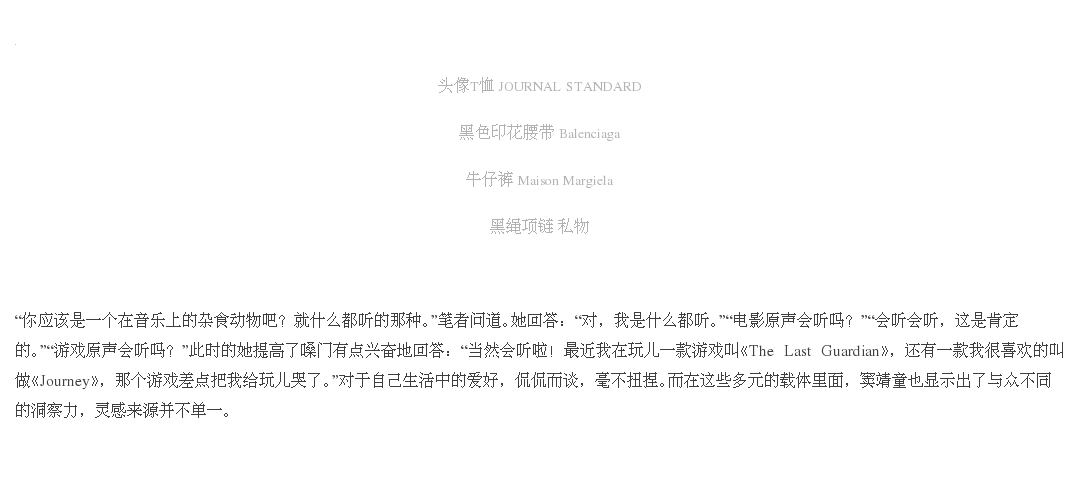 头像T恤 JOURNAL STANDARD
黑色印花腰带 Balenciaga
牛仔裤 Maison Margiela
黑绳项链 私物
“你应该是一个在音乐上的杂食动物吧？就什么都听的那种。”笔者问道。她回答：“对，我是什么都听。”“电影原声会听吗？”“会听会听，这是肯定
的。”“游戏原声会听吗？”此时的她提高了嗓门有点兴奋地回答：“当然会听啦！最近我在玩儿一款游戏叫《The Last Guardian》，还有一款我很喜欢的叫
做《Journey》，那个游戏差点把我给玩儿哭了。”对于自己生活中的爱好，侃侃而谈，毫不扭捏。而在这些多元的载体里面，窦靖童也显示出了与众不同
的洞察力，灵感来源并不单一。